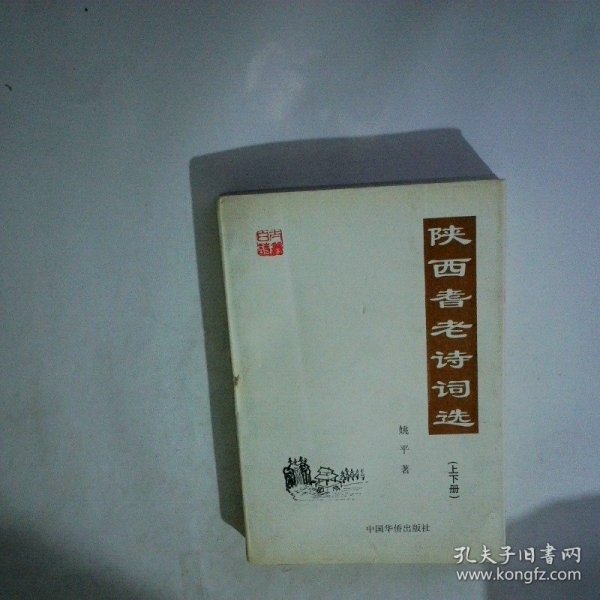 陕西耆老诗词选
(上下册)
姚平著
中国华侨出版社
孔夫子旧书网
www.kongfz.com